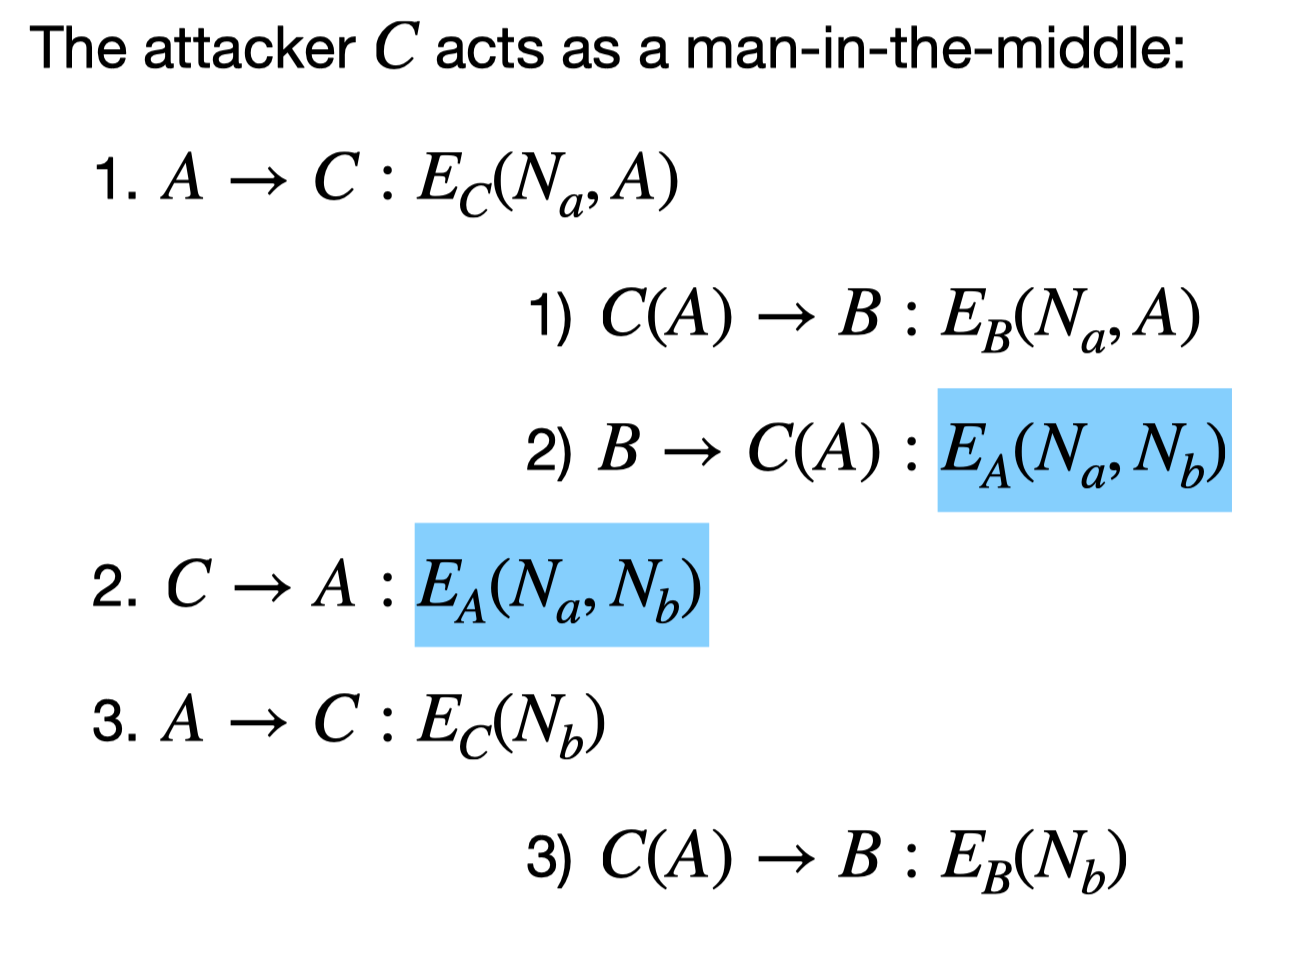 The attacker C acts as a man-in-the-middle:
1. A → C : E_C(N_a, A)
1) C(A) → B : E_B(N_a, A)
2) B → C(A) : E_A(N_a, N_b)
2. C → A : E_A(N_a, N_b)
3. A → C : E_C(N_b)
3) C(A) → B : E_B(N_b)